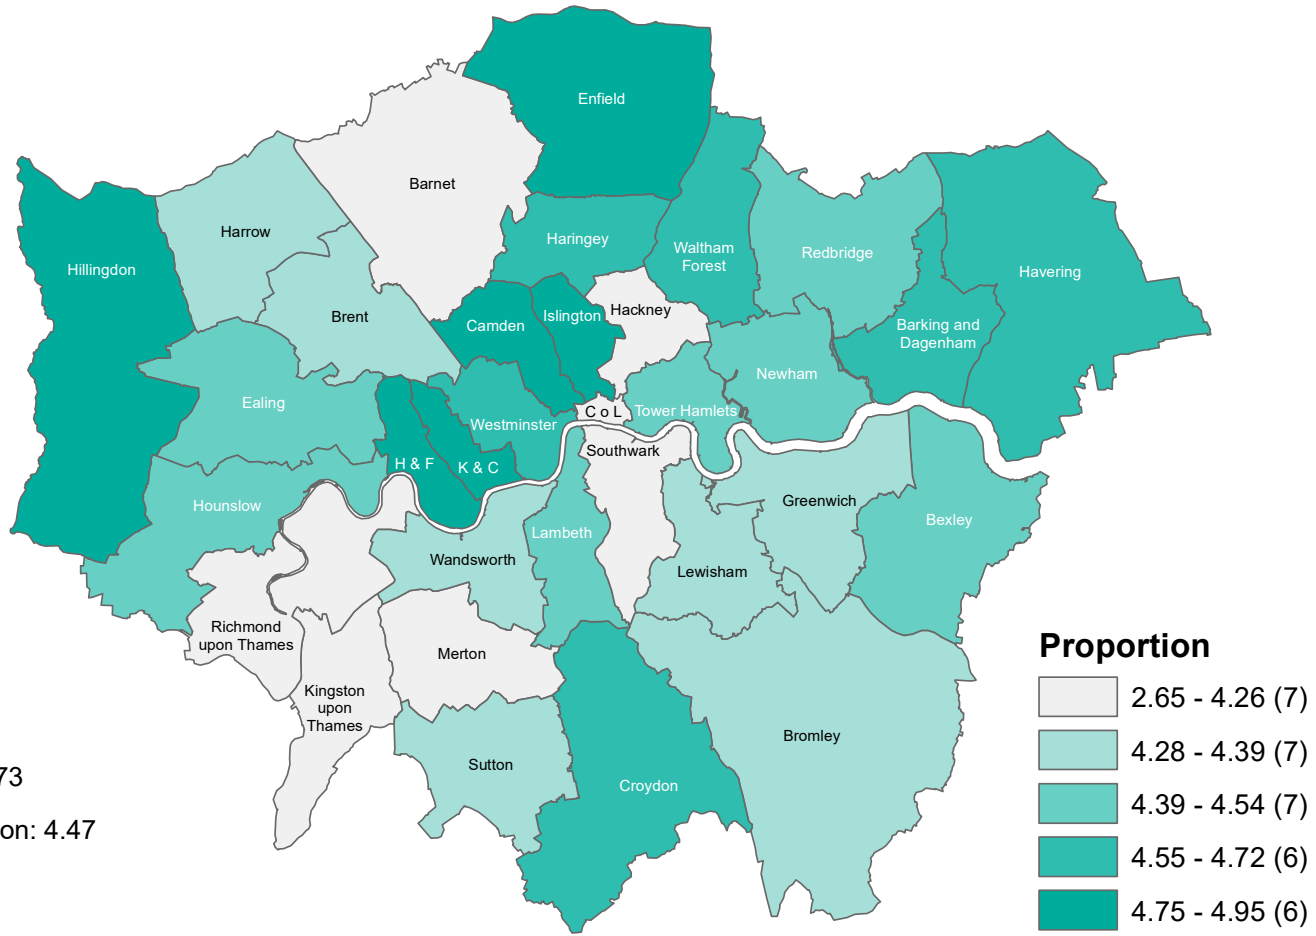 Enfield
Barnet
Harrow
Haringey
Waltham
Forest
Redbridge
Havering
Hillingdon
Brent
Camden
Islington
Hackney
Barking and
Dagenham
Newham
Ealing
Westminster
C o L
Tower Hamlets
H & F
K & C
Southwark
Hounslow
Greenwich
Bexley
Lambeth
Wandsworth
Lewisham
Richmond
upon Thames
Merton
Kingston
upon
Thames
Sutton
Croydon
Bromley
73
on: 4.47
Proportion
2.65 - 4.26 (7)
4.28 - 4.39 (7)
4.39 - 4.54 (7)
4.55 - 4.72 (6)
4.75 - 4.95 (6)